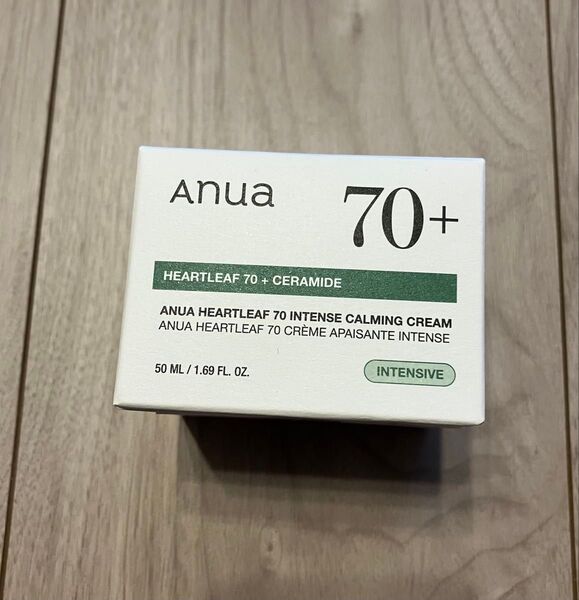 Anua
70+
HEARTLEAF 70 + CERAMIDE
ANUA HEARTLEAF 70 INTENSE CALMING CREAM
ANUA HEARTLEAF 70 CRÈME APAISANTE INTENSE
50 ML / 1.69 FL. OZ.
INTENSIVE